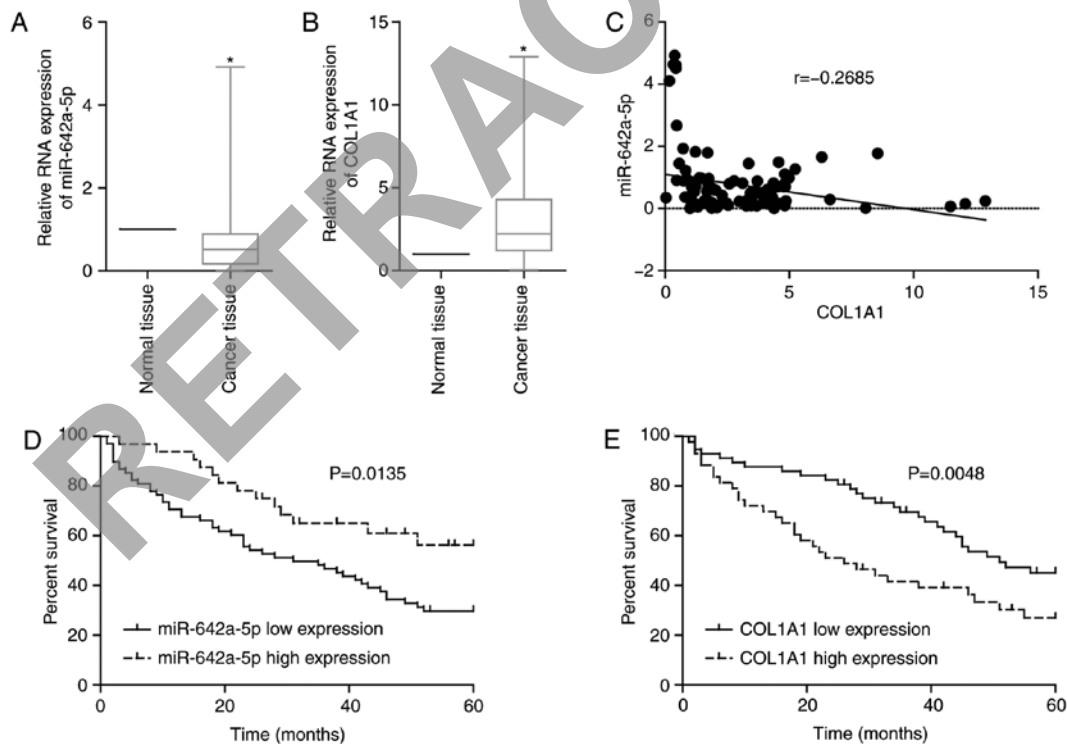 A
Relative RNA expression
of miR-642a-5p
6
4
2
0
Normal tissue
Cancer tissue
*
B
Relative RNA expression
of COL1A1
15
10
5
0
Normal tissue
Cancer tissue
*
C
miR-642a-5p
6
4
2
0
−2
r=−0.2685
0
5
10
15
COL1A1
D
Percent survival
100
80
60
40
20
0
P=0.0135
miR-642a-5p low expression
miR-642a-5p high expression
0
20
40
60
Time (months)
E
Percent survival
100
80
60
40
20
0
P=0.0048
COL1A1 low expression
COL1A1 high expression
0
20
40
60
Time (months)
RETRAC